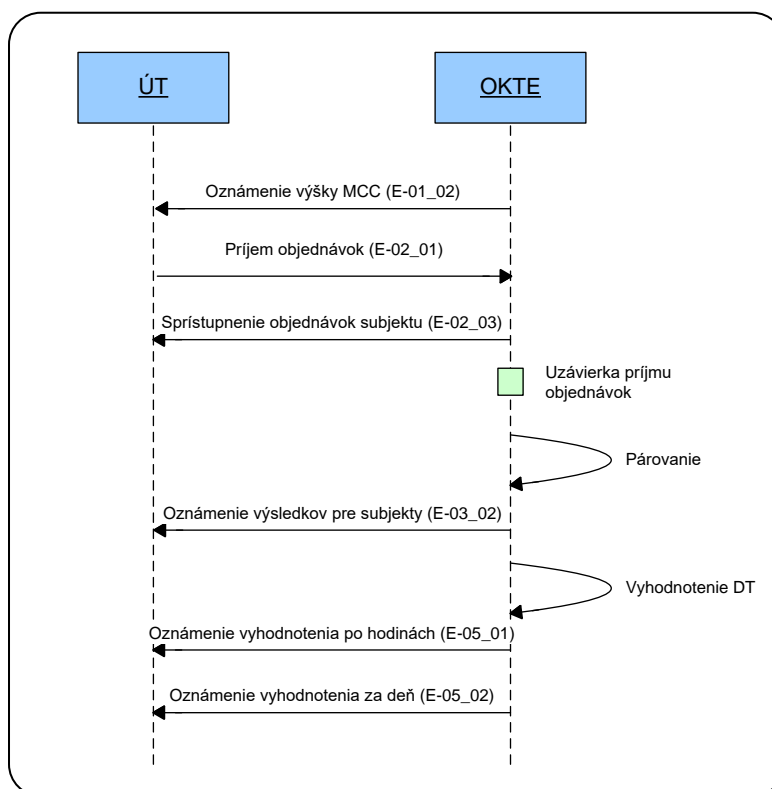 ÚT
OKTE
Oznámenie výšky MCC (E-01_02)
Príjem objednávok (E-02_01)
Sprístupnenie objednávok subjektu (E-02_03)
Uzávierka príjmu
objednávok
Párovanie
Oznámenie výsledkov pre subjekty (E-03_02)
Vyhodnotenie DT
Oznámenie vyhodnotenia po hodinách (E-05_01)
Oznámenie vyhodnotenia za deň (E-05_02)